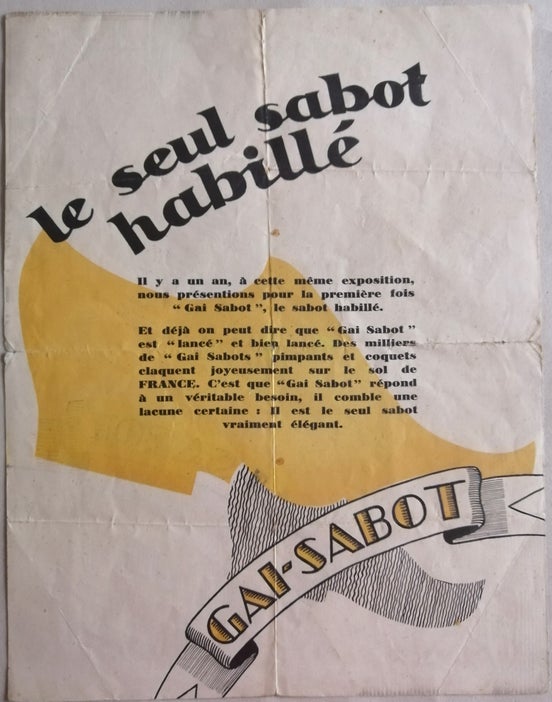 le seul sabot
habillé
Il y a un an, à cette même exposition,
nous présentions pour la première fois
“ Gai Sabot ”, le sabot habillé.
Et déjà on peut dire que “ Gai Sabot ”
est “lancé” et bien lancé. Des milliers
de “ Gai Sabots ” pimpants et coquets
claquent joyeusement sur le sol de
FRANCE. C'est que “Gai Sabot” répond
à un véritable besoin, il comble une
lacune certaine : Il est le seul sabot
vraiment élégant.
GAI-SABOT